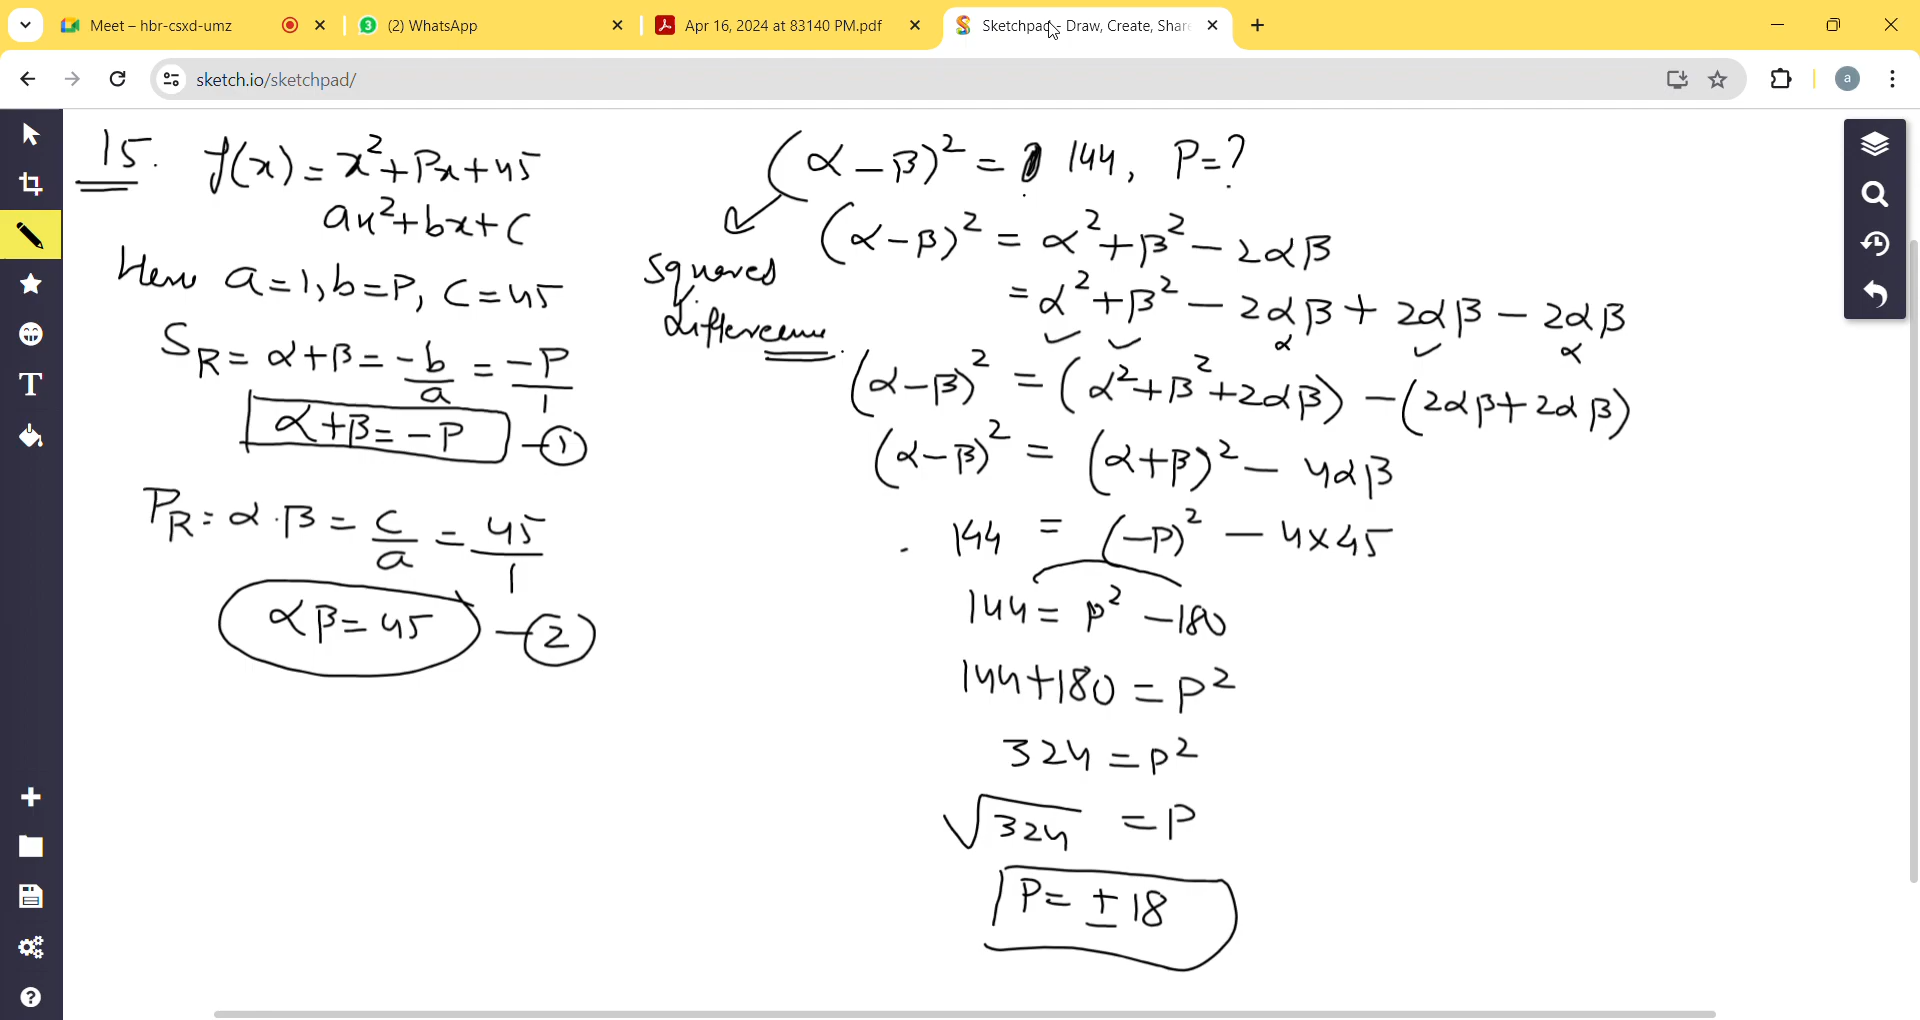 Meet – hbr-csxd-umz
(2) WhatsApp
Apr 16, 2024 at 83140 PM.pdf
Sketchpad - Draw, Create, Share
sketch.io/sketchpad/
a
15. f(x) = x²+Px+45
ax²+bx+c
Here a=1, b=P, c=45
S_R = α+β = -b/a = -P/1
α+β = -P —①
P_R = α.β = c/a = 45/1
αβ = 45 —②
(α-β)² = 144, P=?
Squared
difference.
(α-β)² = α²+β² - 2αβ
= α²+β² - 2αβ + 2αβ - 2αβ
(α-β)² = (α²+β²+2αβ) - (2αβ+2αβ)
(α-β)² = (α+β)² - 4αβ
144 = (-P)² - 4×45
144 = P² - 180
144+180 = P²
324 = P²
√324 = P
P = ±18
T